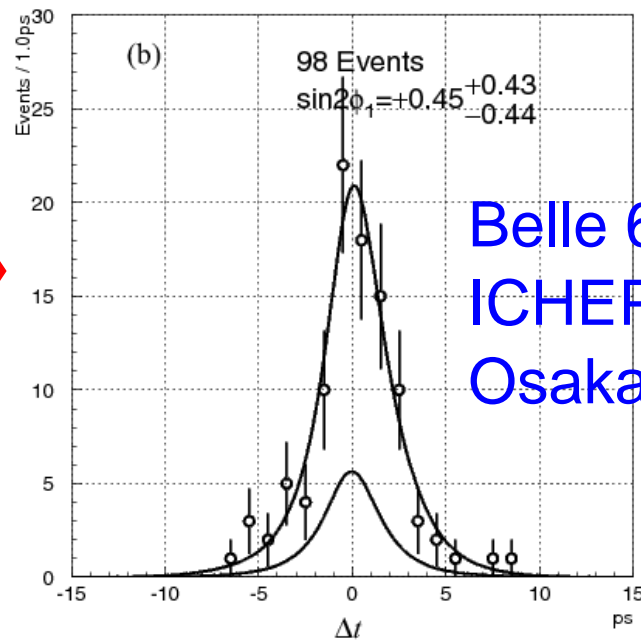 (b)
98 Events
sin2ϕ₁=+0.45 +0.43 −0.44
Events / 1.0ps
30
25
20
15
10
5
0
Belle
ICHEP
Osaka
-15 -10 -5 0 5 10 15
ps
Δt